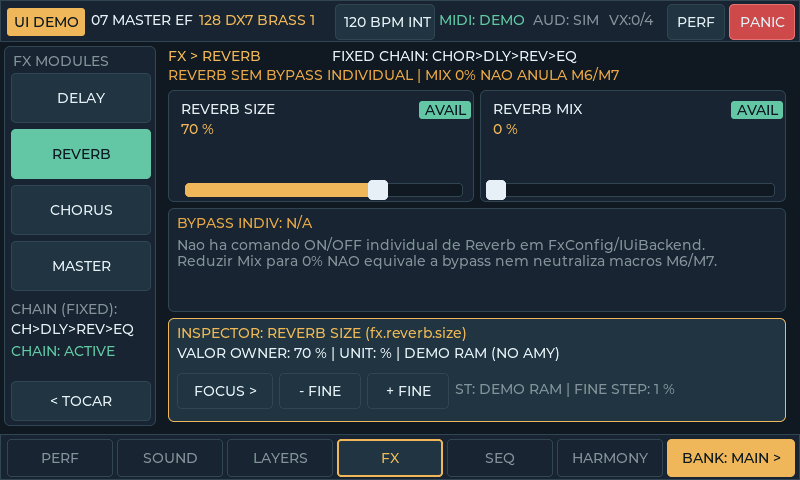 UI DEMO 07 MASTER EF 128 DX7 BRASS 1 120 BPM INT MIDI: DEMO AUD: SIM VX:0/4 PERF PANIC
FX MODULES
DELAY
REVERB
CHORUS
MASTER
CHAIN (FIXED):
CH>DLY>REV>EQ
CHAIN: ACTIVE
< TOCAR
FX > REVERB FIXED CHAIN: CHOR>DLY>REV>EQ
REVERB SEM BYPASS INDIVIDUAL | MIX 0% NAO ANULA M6/M7
REVERB SIZE AVAIL
70 %
REVERB MIX AVAIL
0 %
BYPASS INDIV: N/A
Nao ha comando ON/OFF individual de Reverb em FxConfig/IUiBackend.
Reduzir Mix para 0% NAO equivale a bypass nem neutraliza macros M6/M7.
INSPECTOR: REVERB SIZE (fx.reverb.size)
VALOR OWNER: 70 % | UNIT: % | DEMO RAM (NO AMY)
FOCUS > - FINE + FINE ST: DEMO RAM | FINE STEP: 1 %
PERF SOUND LAYERS FX SEQ HARMONY BANK: MAIN >